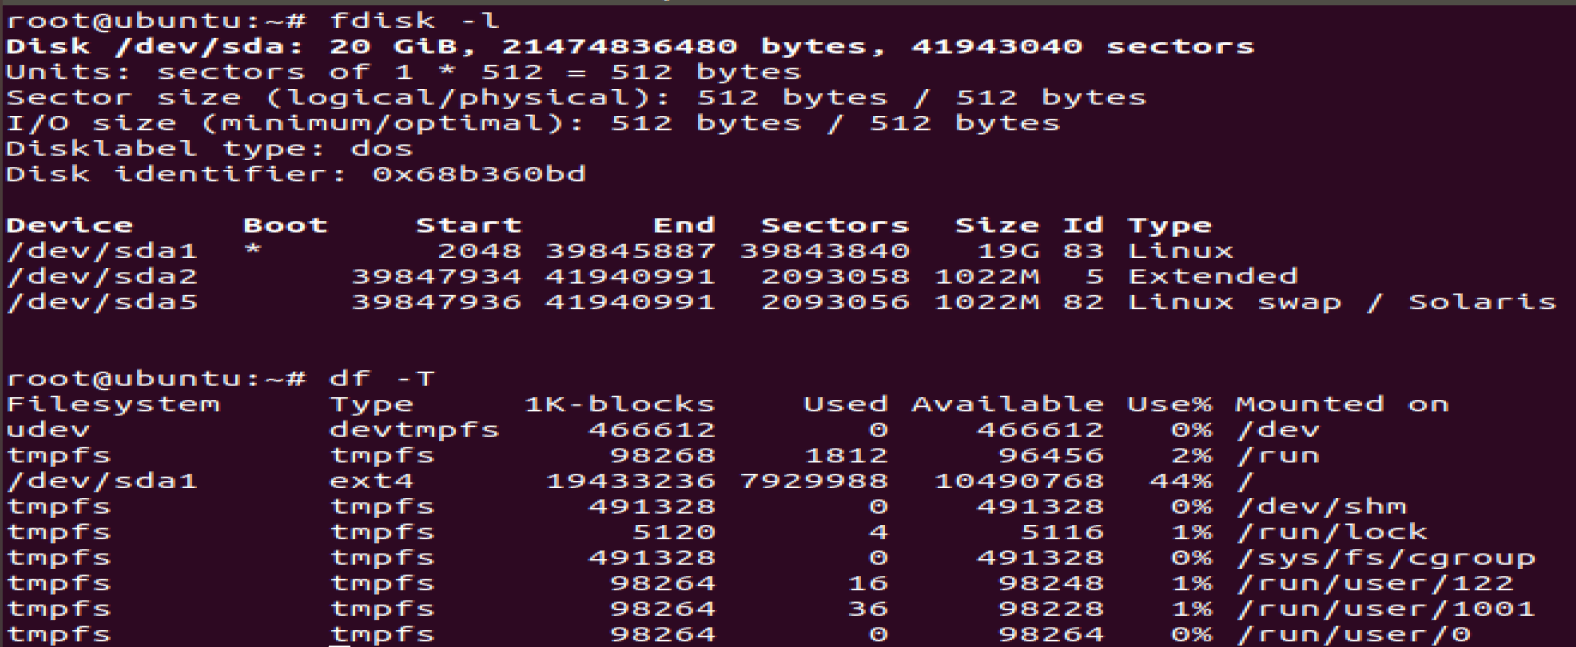 root@ubuntu:~# fdisk -l
Disk /dev/sda: 20 GiB, 21474836480 bytes, 41943040 sectors
Units: sectors of 1 * 512 = 512 bytes
Sector size (logical/physical): 512 bytes / 512 bytes
I/O size (minimum/optimal): 512 bytes / 512 bytes
Disklabel type: dos
Disk identifier: 0x68b360bd
Device     Boot    Start      End  Sectors  Size Id Type
/dev/sda1  *        2048 39845887 39843840   19G 83 Linux
/dev/sda2       39847934 41940991  2093058 1022M  5 Extended
/dev/sda5       39847936 41940991  2093056 1022M 82 Linux swap / Solaris
root@ubuntu:~# df -T
Filesystem     Type     1K-blocks    Used Available Use% Mounted on
udev           devtmpfs    466612       0    466612   0% /dev
tmpfs          tmpfs        98268    1812     96456   2% /run
/dev/sda1      ext4      19433236 7929988  10490768  44% /
tmpfs          tmpfs       491328       0    491328   0% /dev/shm
tmpfs          tmpfs         5120       4      5116   1% /run/lock
tmpfs          tmpfs       491328       0    491328   0% /sys/fs/cgroup
tmpfs          tmpfs        98264      16     98248   1% /run/user/122
tmpfs          tmpfs        98264      36     98228   1% /run/user/1001
tmpfs          tmpfs        98264       0     98264   0% /run/user/0